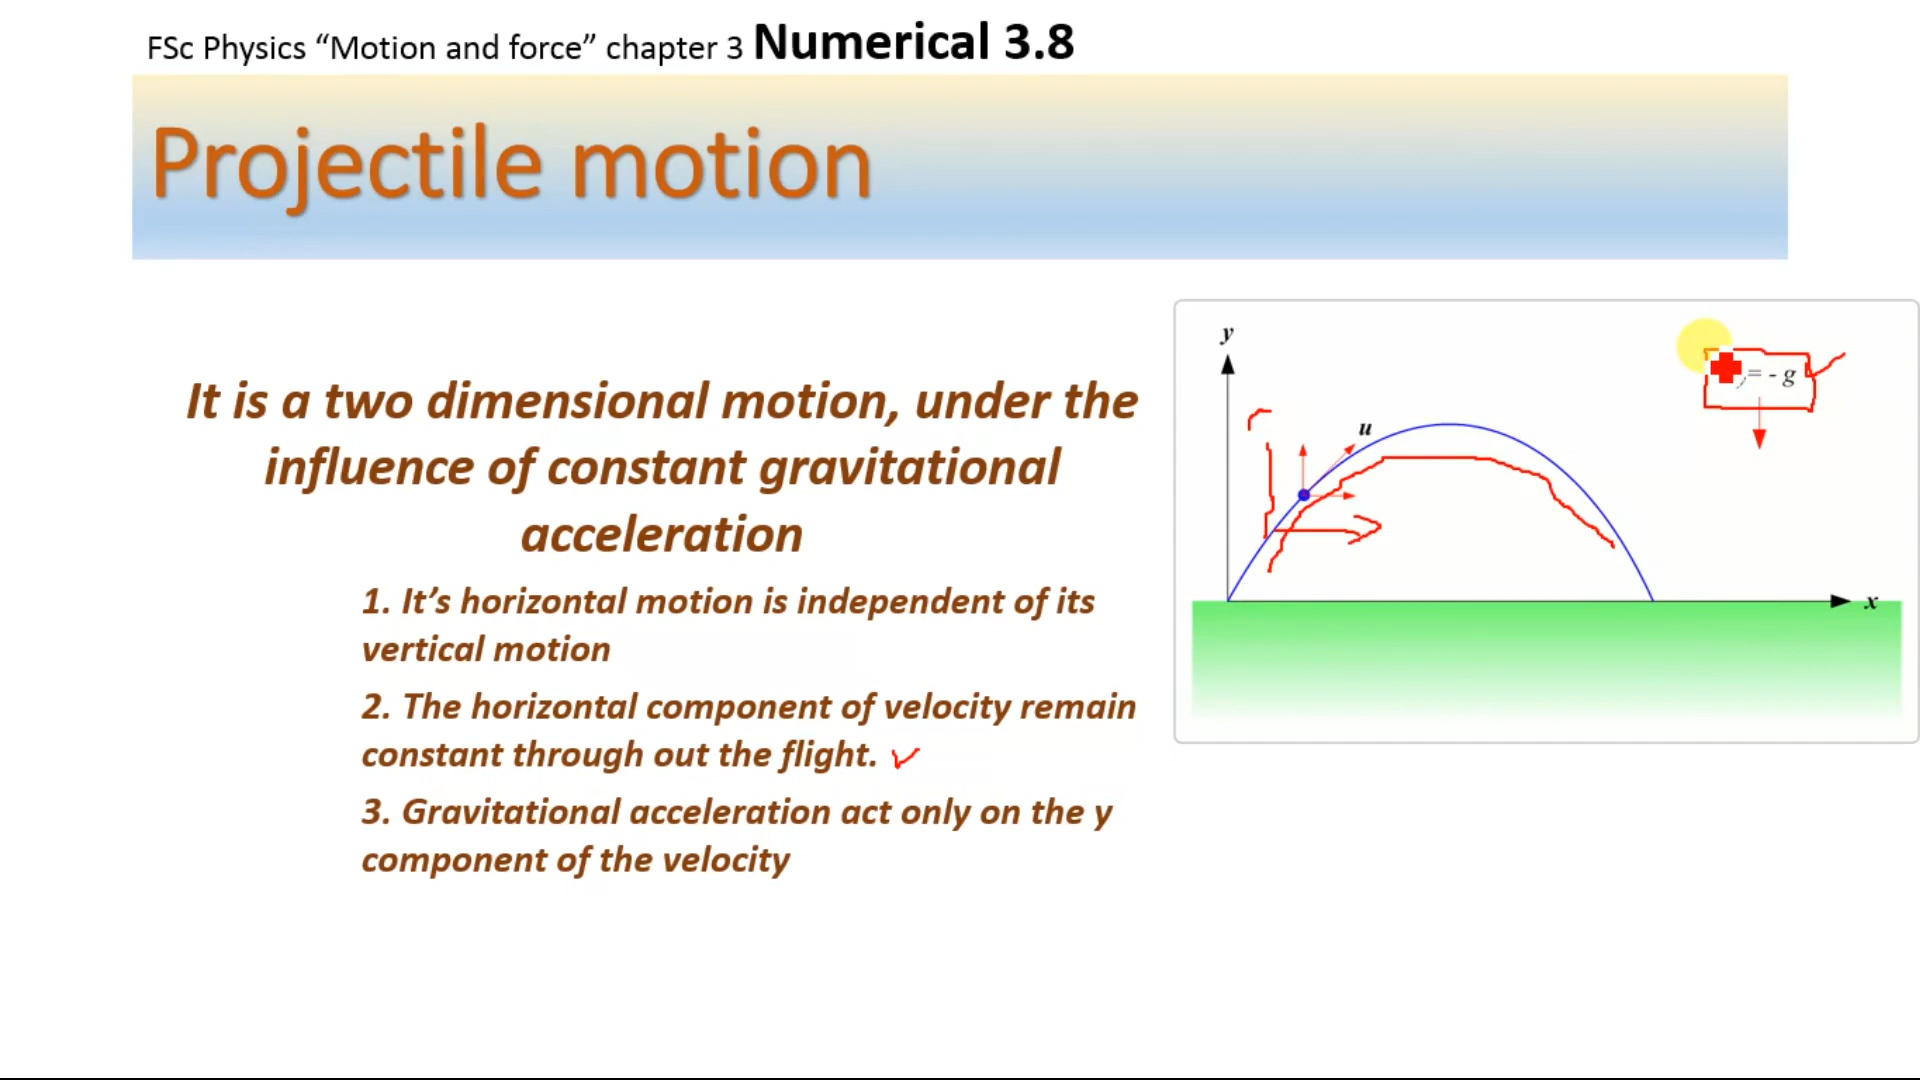 FSc Physics “Motion and force” chapter 3 Numerical 3.8
Projectile motion
It is a two dimensional motion, under the
influence of constant gravitational
acceleration
1. It’s horizontal motion is independent of its
vertical motion
2. The horizontal component of velocity remain
constant through out the flight.
3. Gravitational acceleration act only on the y
component of the velocity
y
u
= - g
x